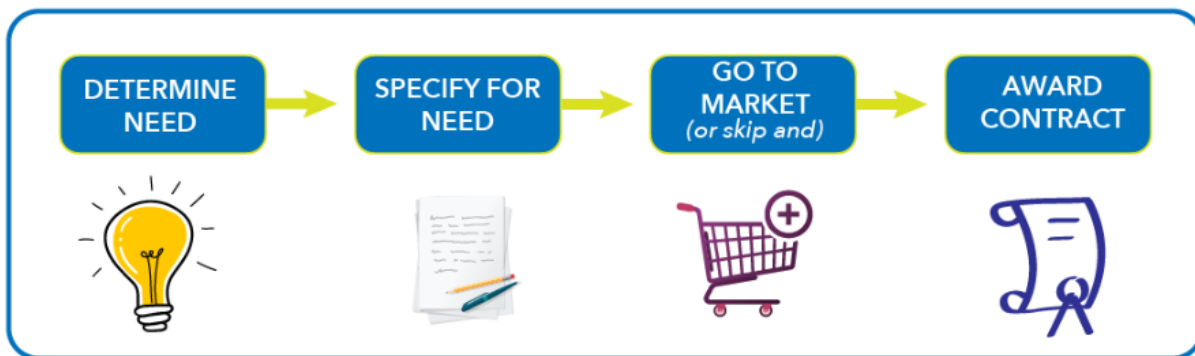 DETERMINE
NEED
SPECIFY FOR
NEED
GO TO
MARKET
(or skip and)
AWARD
CONTRACT